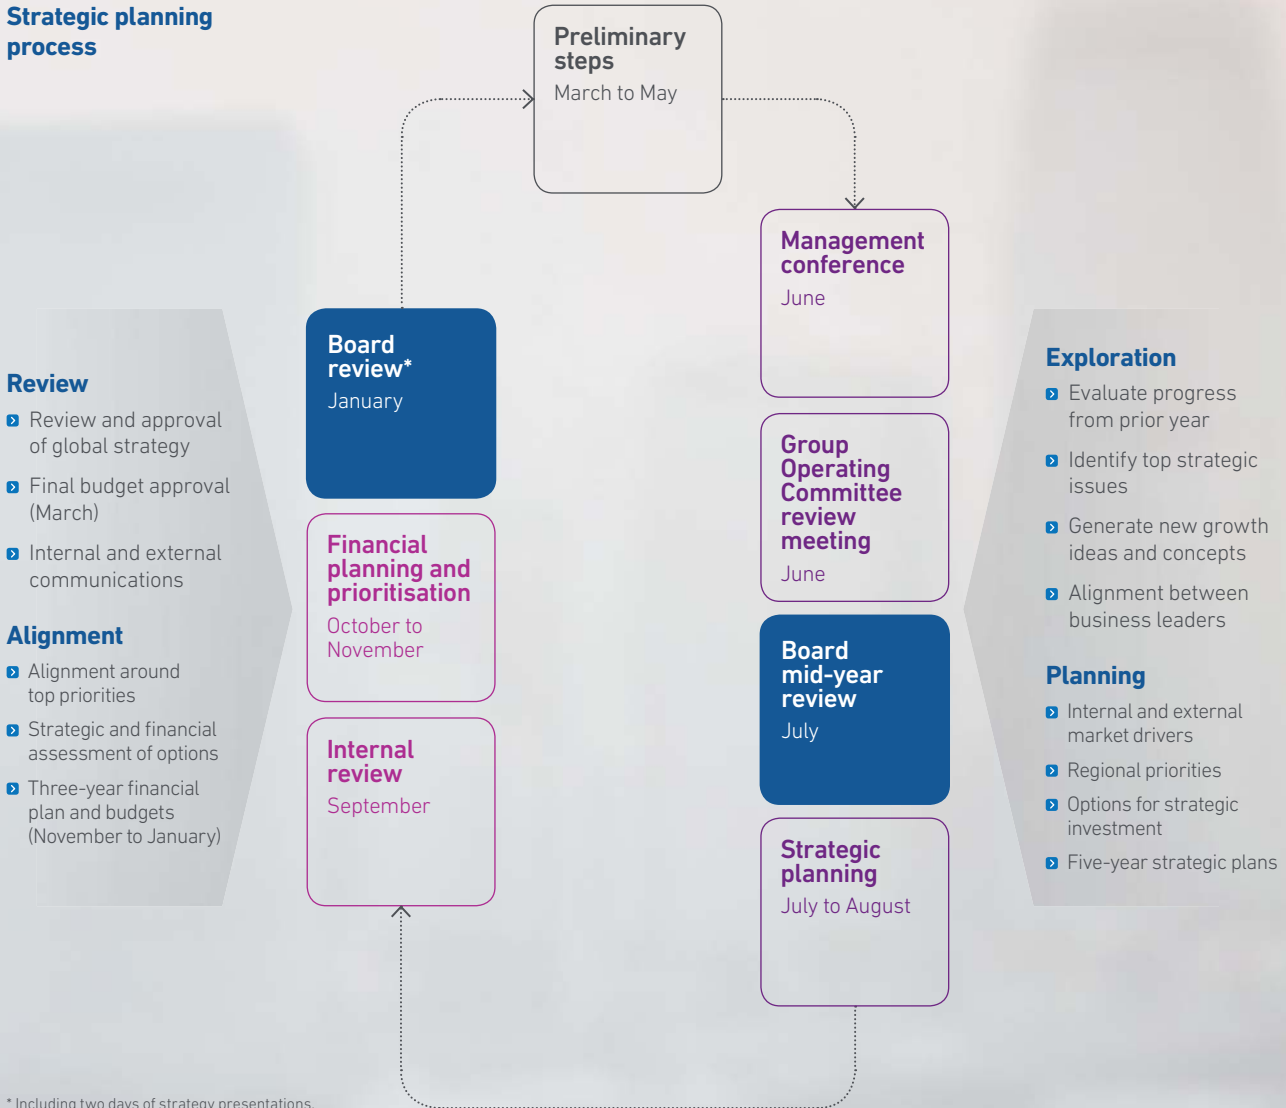 Strategic planning
process
Preliminary
steps
March to May
Management
conference
June
Group
Operating
Committee
review
meeting
June
Board
mid-year
review
July
Strategic
planning
July to August
Internal
review
September
Financial
planning and
prioritisation
October to
November
Board
review*
January
Review
Review and approval
of global strategy
Final budget approval
(March)
Internal and external
communications
Alignment
Alignment around
top priorities
Strategic and financial
assessment of options
Three-year financial
plan and budgets
(November to January)
Exploration
Evaluate progress
from prior year
Identify top strategic
issues
Generate new growth
ideas and concepts
Alignment between
business leaders
Planning
Internal and external
market drivers
Regional priorities
Options for strategic
investment
Five-year strategic plans
* Including two days of strategy presentations.